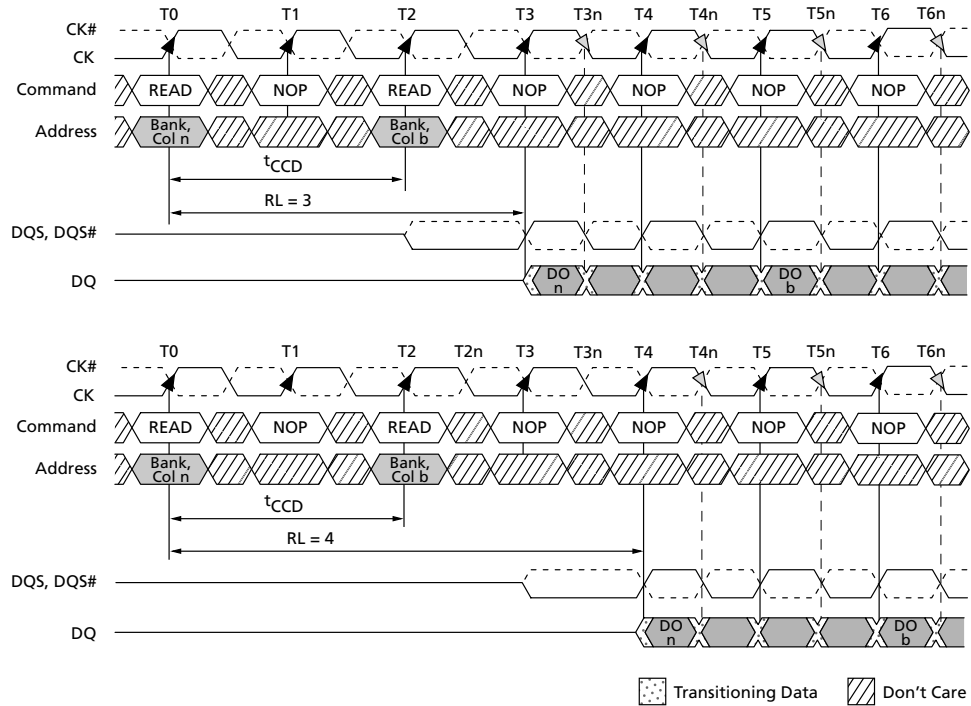 T0 T1 T2 T3 T3n T4 T4n T5 T5n T6 T6n
CK#
CK
Command READ NOP READ NOP NOP NOP NOP
Address Bank, Col n Bank, Col b
tCCD
RL = 3
DQS, DQS#
DQ DO n DO b
T0 T1 T2 T2n T3 T3n T4 T4n T5 T5n T6 T6n
CK#
CK
Command READ NOP READ NOP NOP NOP NOP
Address Bank, Col n Bank, Col b
tCCD
RL = 4
DQS, DQS#
DQ DO n DO b
Transitioning Data Don't Care